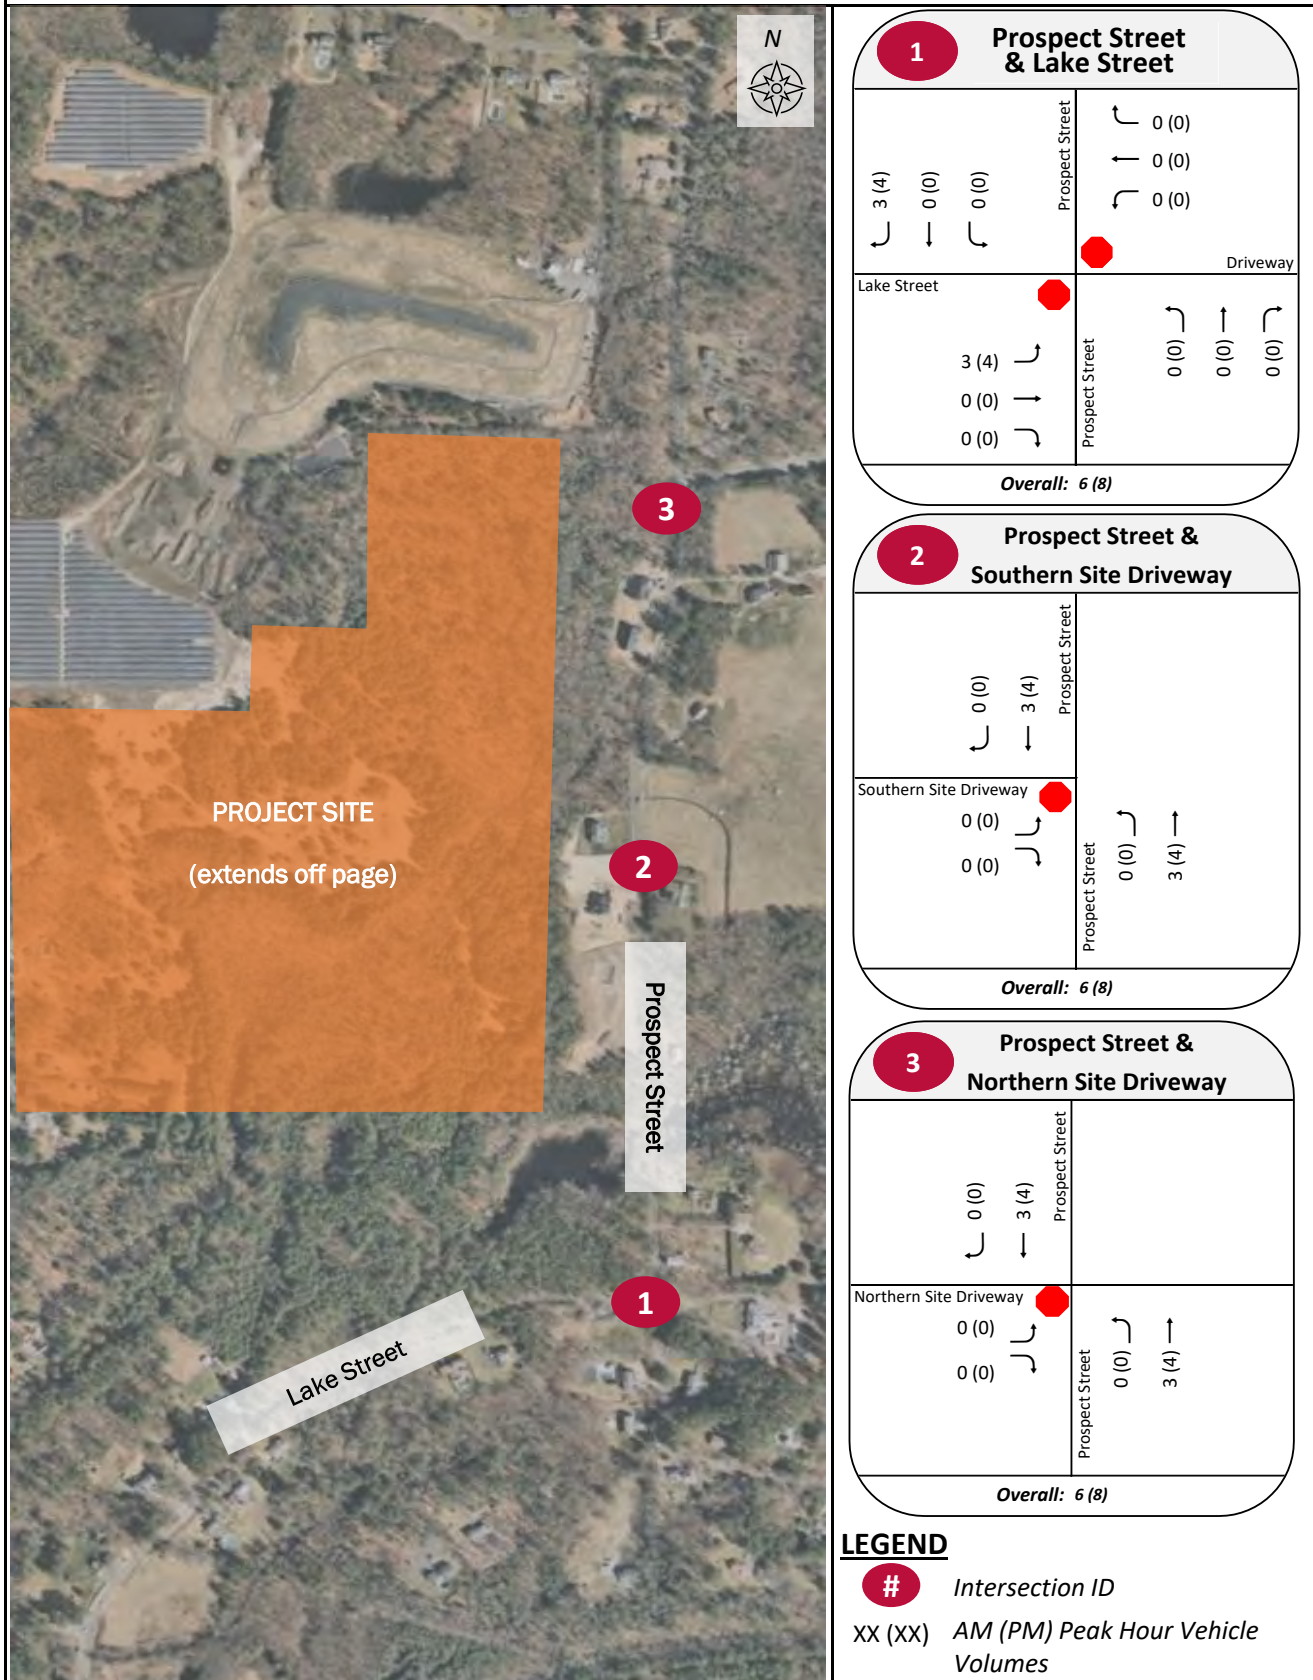 N
PROJECT SITE
(extends off page)
3
2
Prospect Street
1
Lake Street
1
Prospect Street
& Lake Street
3 (4)
0 (0)
0 (0)
Prospect Street
0 (0)
0 (0)
0 (0)
Driveway
Lake Street
3 (4)
0 (0)
0 (0)
Prospect Street
0 (0)
0 (0)
0 (0)
Overall: 6 (8)
2
Prospect Street &
Southern Site Driveway
0 (0)
3 (4)
Prospect Street
Southern Site Driveway
0 (0)
0 (0)
Prospect Street
0 (0)
3 (4)
Overall: 6 (8)
3
Prospect Street &
Northern Site Driveway
0 (0)
3 (4)
Prospect Street
Northern Site Driveway
0 (0)
0 (0)
Prospect Street
0 (0)
3 (4)
Overall: 6 (8)
LEGEND
# Intersection ID
XX (XX) AM (PM) Peak Hour Vehicle
Volumes